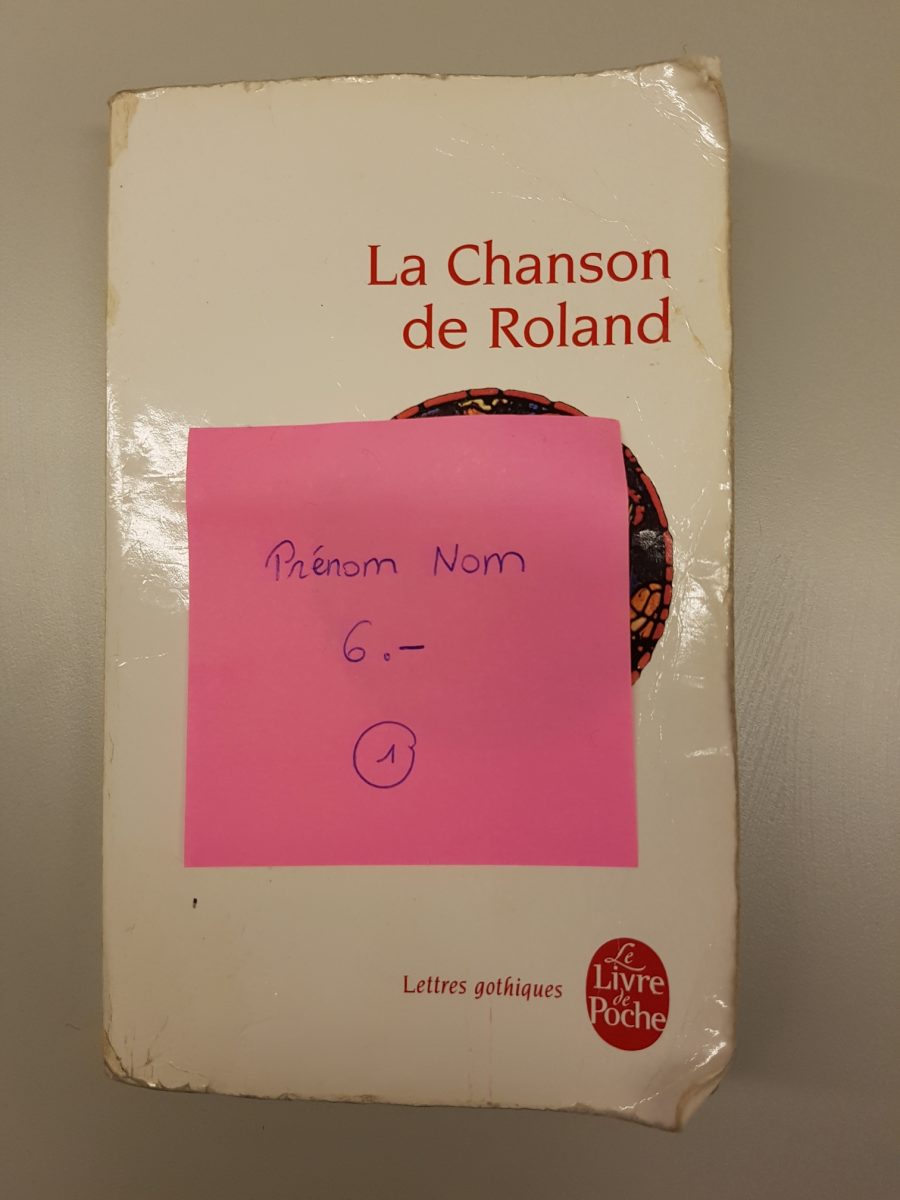 La Chanson
de Roland
Prénom Nom
6.-
1
Lettres gothiques
Le
Livre
de
Poche